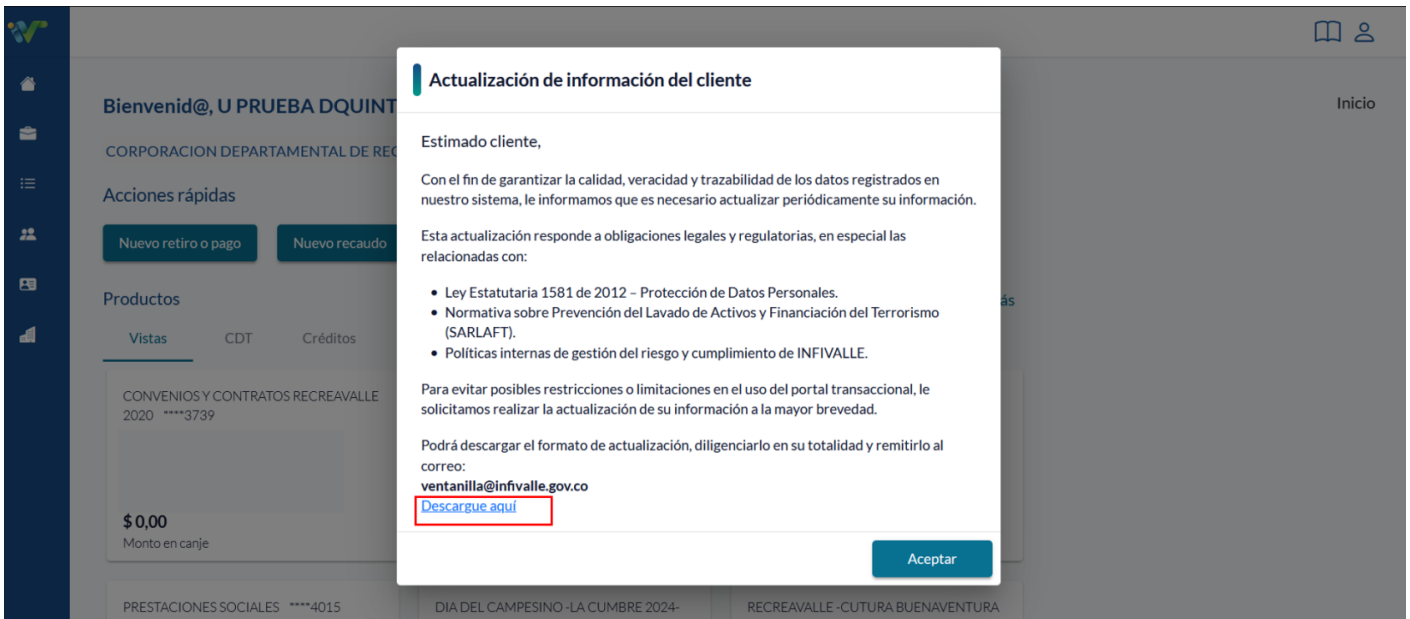 Bienvenid@, U PRUEBA DQUINT
CORPORACION DEPARTAMENTAL DE REC
Acciones rápidas
Nuevo retiro o pago
Nuevo recaudo
Productos
Vistas
CDT
Créditos
CONVENIOS Y CONTRATOS RECREAVALLE
2020 ****3739
$ 0,00
Monto en canje
PRESTACIONES SOCIALES ****4015
Actualización de información del cliente
Estimado cliente,
Con el fin de garantizar la calidad, veracidad y trazabilidad de los datos registrados en
nuestro sistema, le informamos que es necesario actualizar periódicamente su información.
Esta actualización responde a obligaciones legales y regulatorias, en especial las
relacionadas con:
• Ley Estatutaria 1581 de 2012 – Protección de Datos Personales.
• Normativa sobre Prevención del Lavado de Activos y Financiación del Terrorismo
(SARLAFT).
• Políticas internas de gestión del riesgo y cumplimiento de INFIVALLE.
Para evitar posibles restricciones o limitaciones en el uso del portal transaccional, le
solicitamos realizar la actualización de su información a la mayor brevedad.
Podrá descargar el formato de actualización, diligenciarlo en su totalidad y remitirlo al
correo:
ventanilla@infivalle.gov.co
Descargue aquí
Aceptar
DIA DEL CAMPESINO -LA CUMBRE 2024-
RECREAVALLE -CUTURA BUENAVENTURA
Inicio
ás